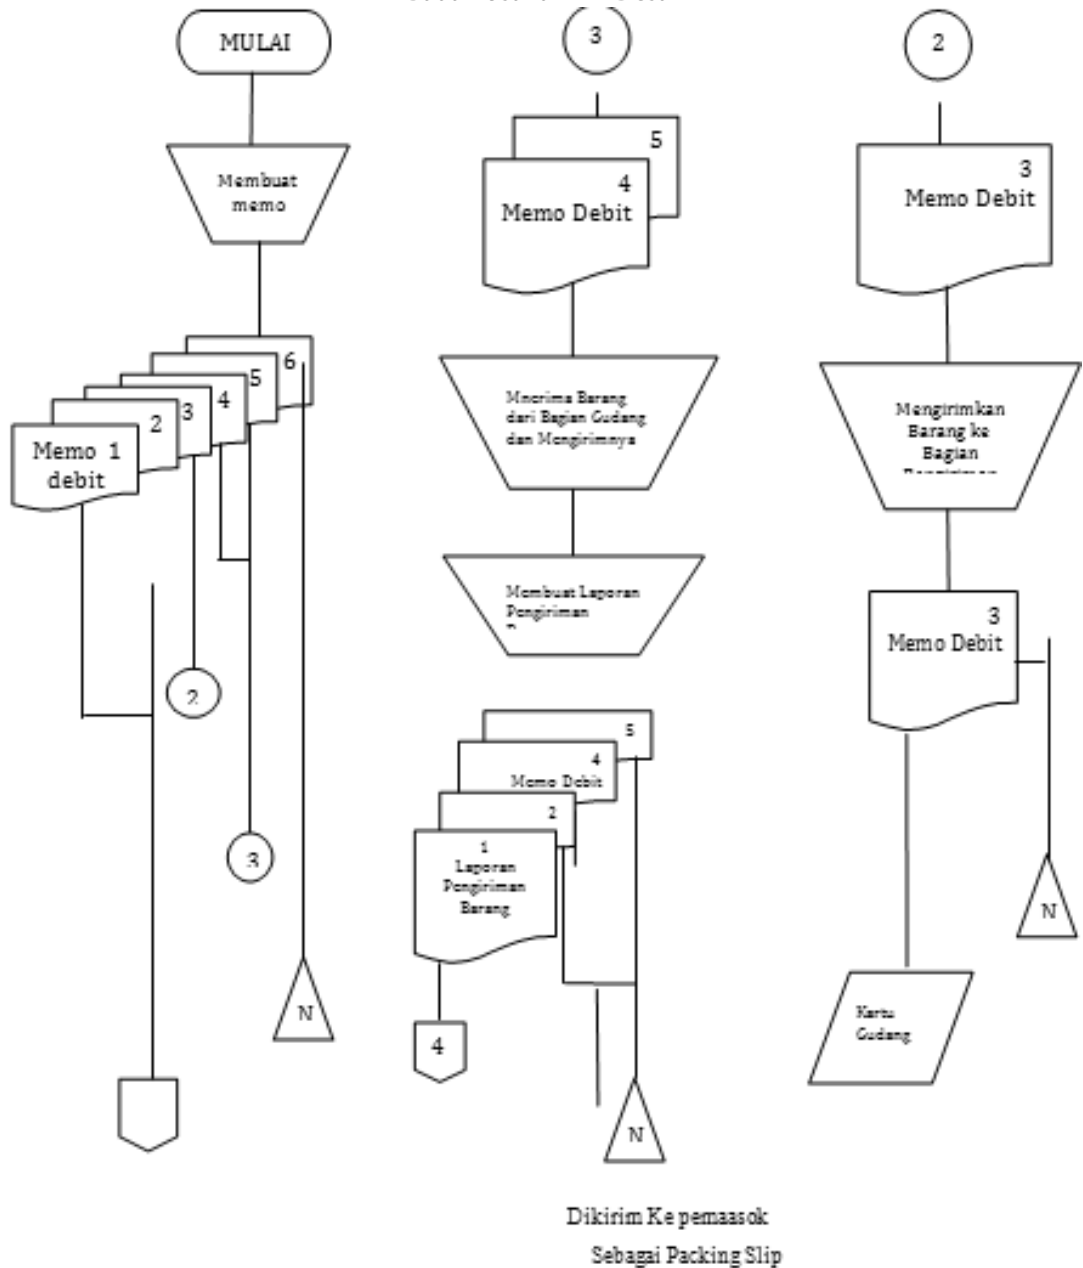 MULAI
Membuat
memo
6
5
4
3
2
Memo 1
debit
2
3
N
3
5
4
Memo Debit
Mnerima Barang
dari Bagian Gudang
dan Mengirimnya
Membuat Laporan
Pengiriman
5
4
Memo Debit
2
1
Laporan
Pengiriman
Barang
4
N
Dikirim Ke pemaasok
Sebagai Packing Slip
2
3
Memo Debit
Mengirimkan
Barang ke
Bagian
3
Memo Debit
N
Kartu
Gudang